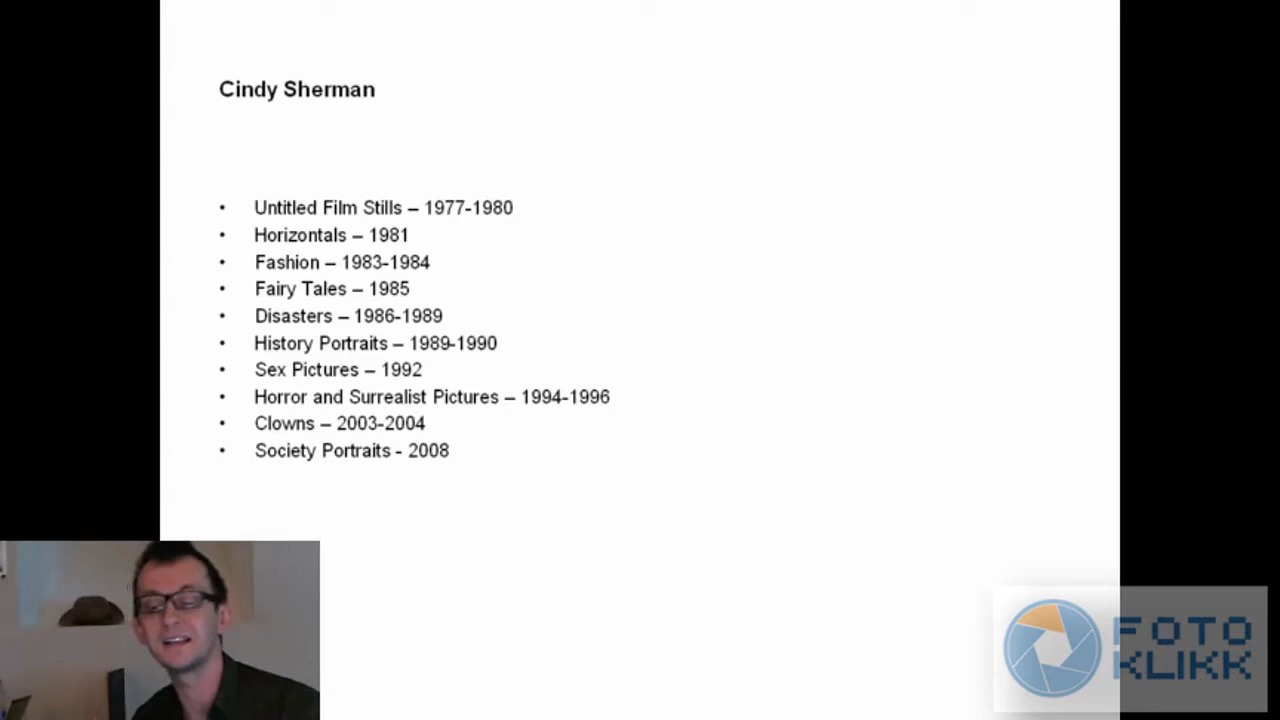 Cindy Sherman
• Untitled Film Stills – 1977-1980
• Horizontals – 1981
• Fashion – 1983-1984
• Fairy Tales – 1985
• Disasters – 1986-1989
• History Portraits – 1989-1990
• Sex Pictures – 1992
• Horror and Surrealist Pictures – 1994-1996
• Clowns – 2003-2004
• Society Portraits - 2008
FOTO
KLIKK